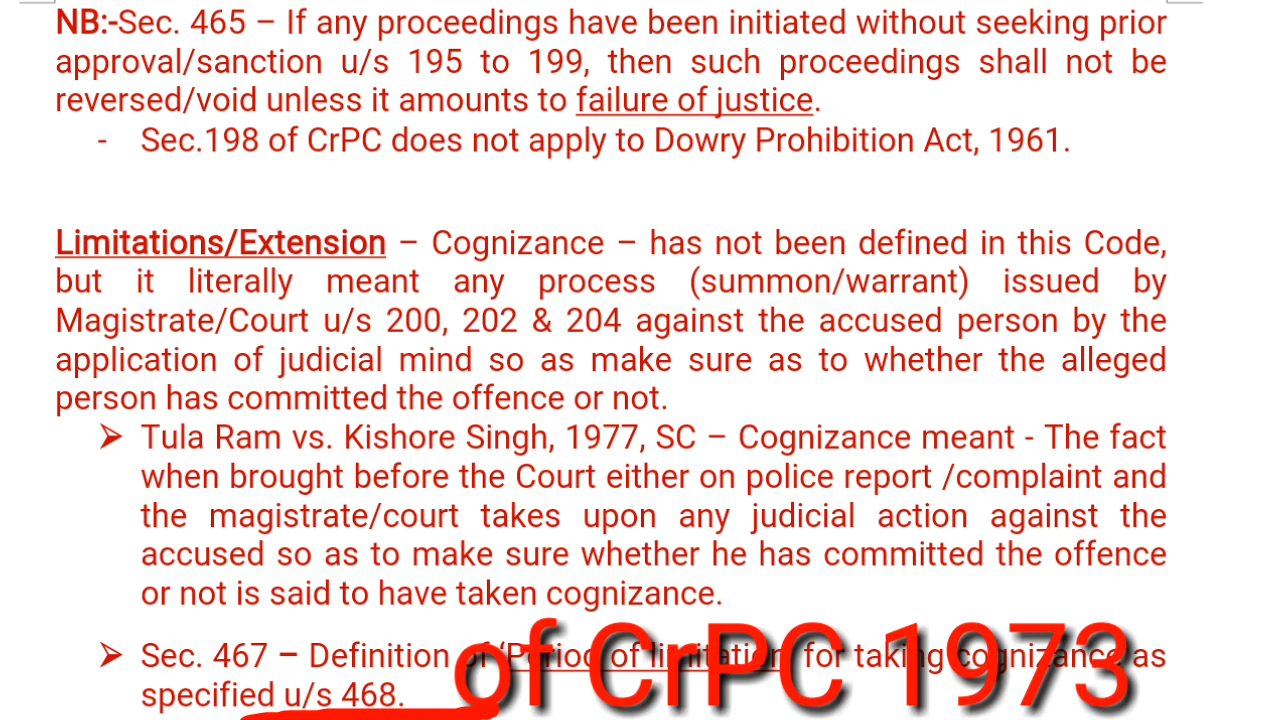 NB:-Sec. 465 – If any proceedings have been initiated without seeking prior
approval/sanction u/s 195 to 199, then such proceedings shall not be
reversed/void unless it amounts to failure of justice.
- Sec.198 of CrPC does not apply to Dowry Prohibition Act, 1961.
Limitations/Extension – Cognizance – has not been defined in this Code,
but it literally meant any process (summon/warrant) issued by
Magistrate/Court u/s 200, 202 & 204 against the accused person by the
application of judicial mind so as make sure as to whether the alleged
person has committed the offence or not.
➢ Tula Ram vs. Kishore Singh, 1977, SC – Cognizance meant - The fact
when brought before the Court either on police report /complaint and
the magistrate/court takes upon any judicial action against the
accused so as to make sure whether he has committed the offence
or not is said to have taken cognizance.
➢ Sec. 467 – Definition of ‘Period of limitation’ for taking cognizance as
specified u/s 468.
of CrPC 1973